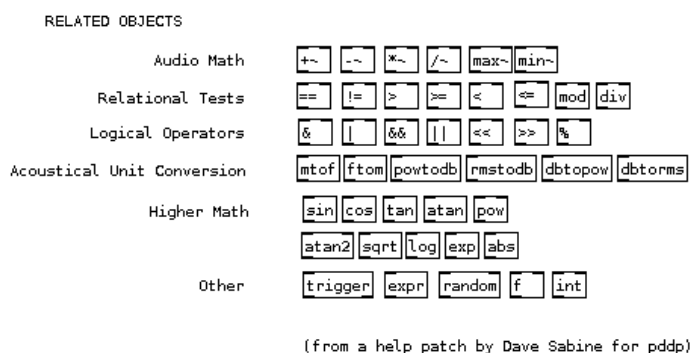 RELATED OBJECTS
Audio Math +~ -~ *~ /~ max~ min~
Relational Tests == != > >= < <= mod div
Logical Operators & | && || << >> %
Acoustical Unit Conversion mtof ftom powtodb rmstodb dbtopow dbtorms
Higher Math sin cos tan atan pow
atan2 sqrt log exp abs
Other trigger expr random f int
(from a help patch by Dave Sabine for pddp)